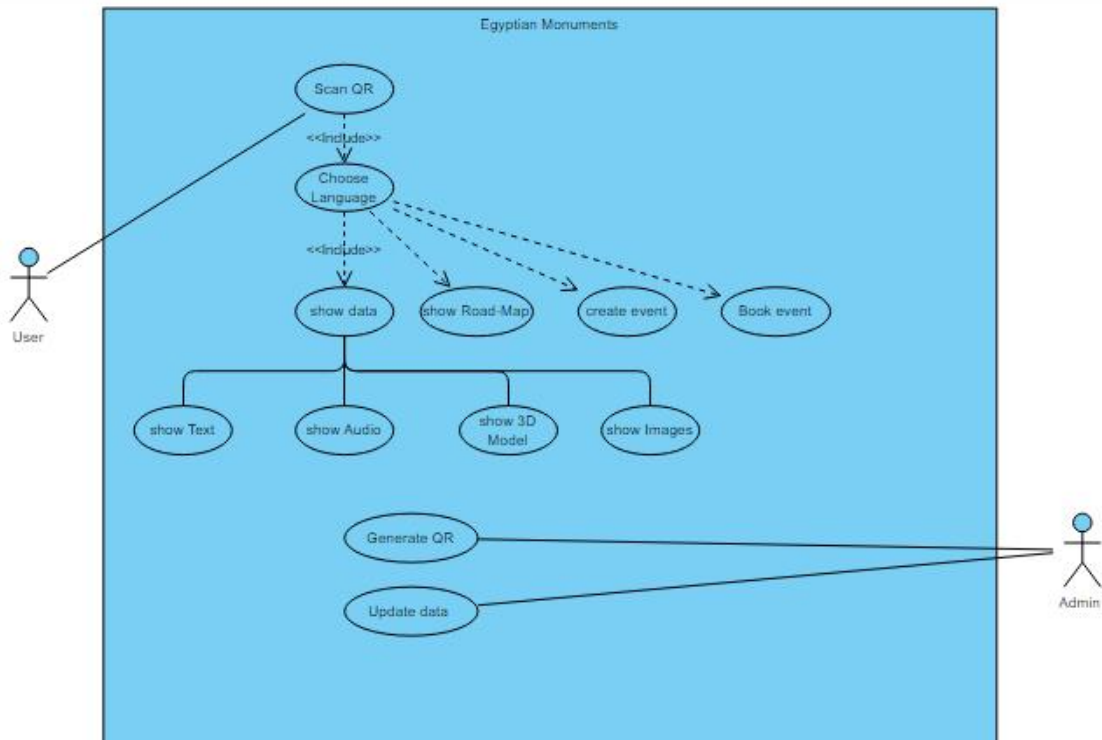 Egyptian Monuments
Scan QR
<<Include>>
Choose
Language
<<Include>>
show data
show Road-Map
create event
Book event
User
show Text
show Audio
show 3D
Model
show Images
Generate QR
Update data
Admin